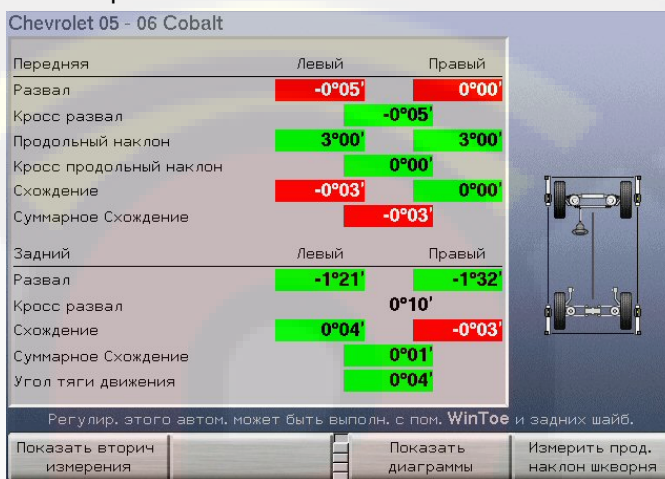 Chevrolet 05 - 06 Cobalt
Передняя Левый Правый
Развал -0°05' 0°00'
Кросс развал -0°05'
Продольный наклон 3°00' 3°00'
Кросс продольный наклон 0°00'
Схождение -0°03' 0°00'
Суммарное Схождение -0°03'
Задний Левый Правый
Развал -1°21' -1°32'
Кросс развал 0°10'
Схождение 0°04' -0°03'
Суммарное Схождение 0°01'
Угол тяги движения 0°04'
Регулир. этого автом. может быть выполн. с пом. WinToe и задних шайб.
Показать вторич измерения
Показать диаграммы
Измерить прод. наклон шкворня